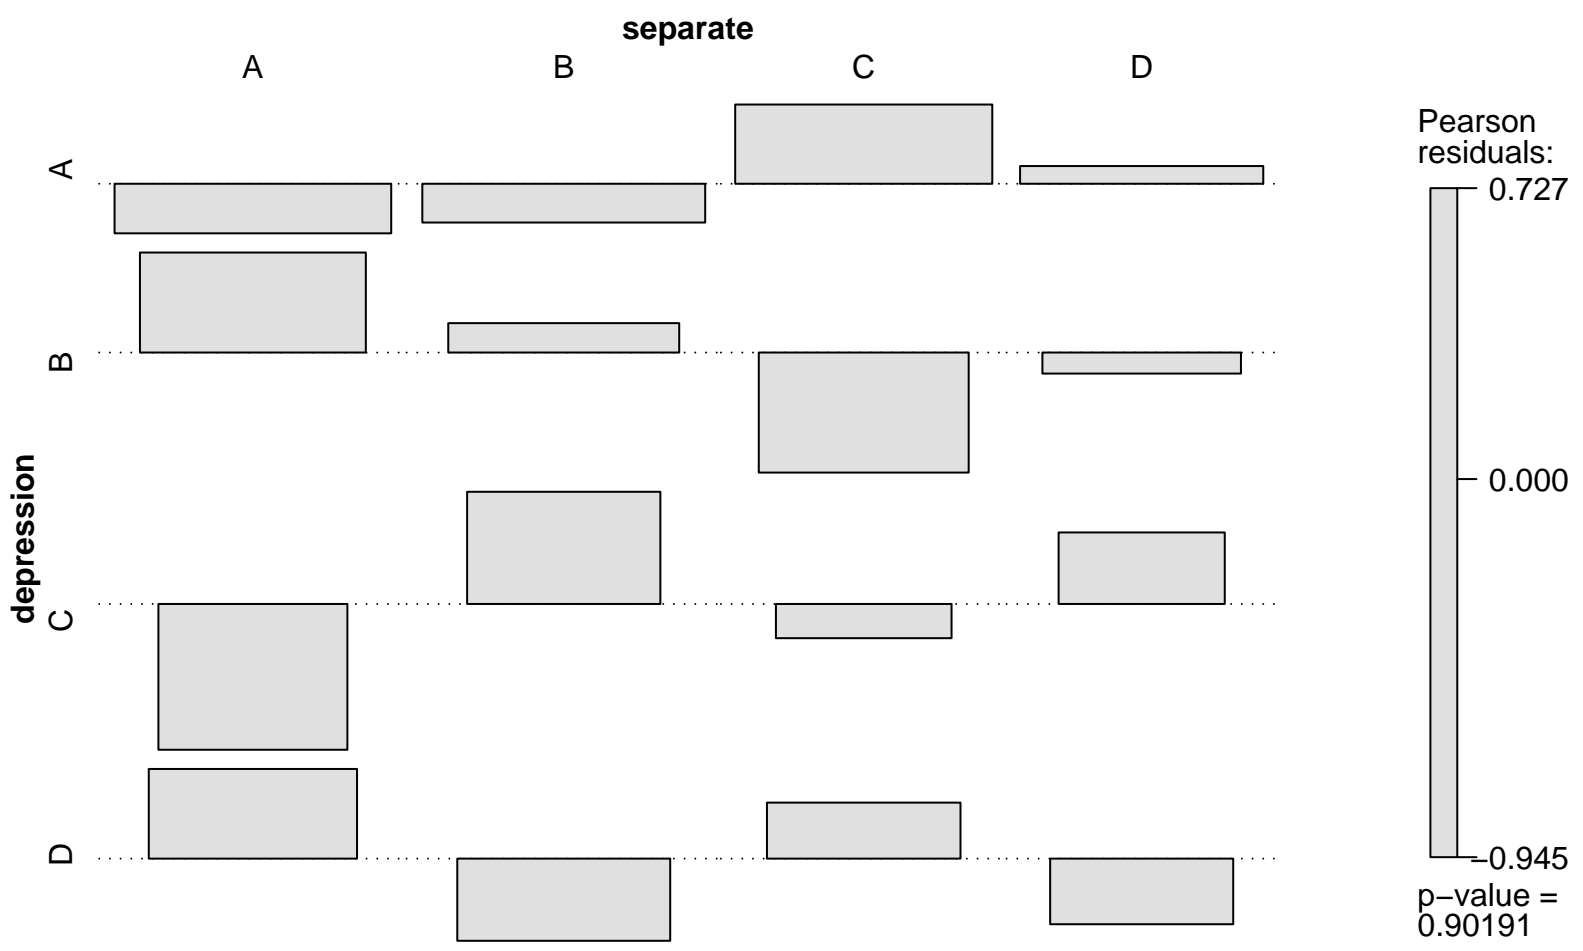 separate
A
B
C
D
depression
A
B
C
D
Pearson
residuals:
0.727
0.000
−0.945
p−value =
0.90191